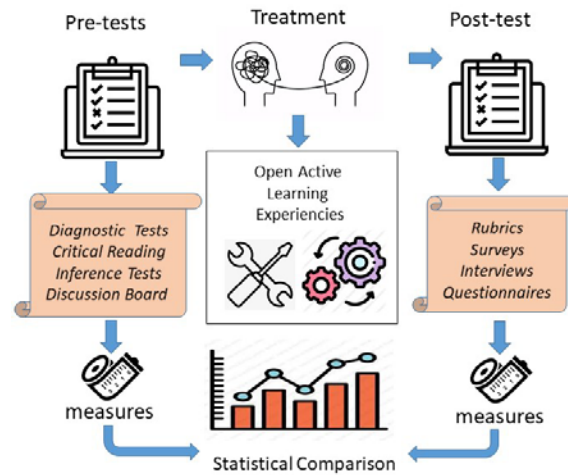 Pre-tests
Treatment
Post-test
Open Active
Learning
Experiencies
Diagnostic Tests
Critical Reading
Inference Tests
Discussion Board
Rubrics
Surveys
Interviews
Questionnaires
measures
measures
Statistical Comparison